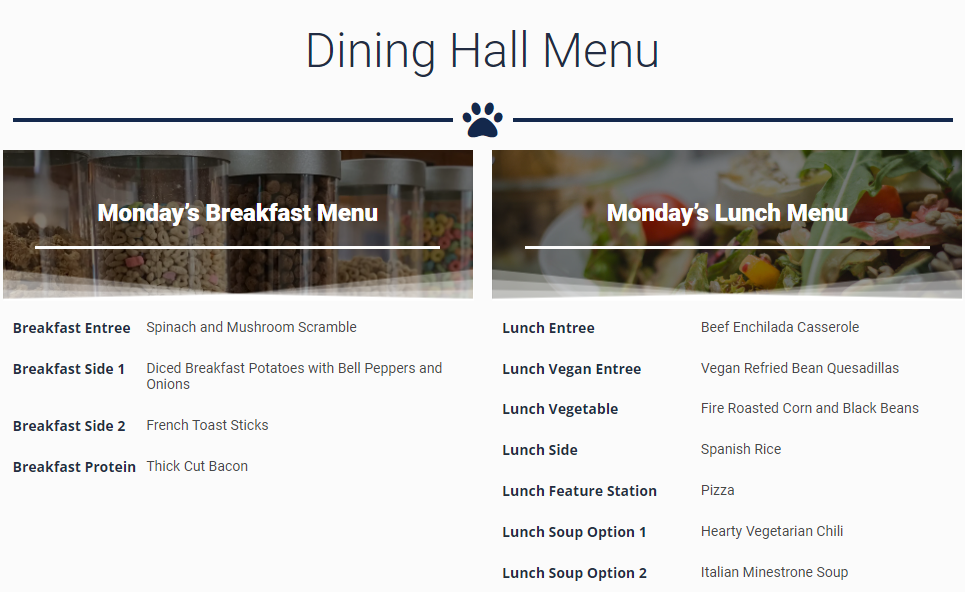 Dining Hall Menu
Monday’s Breakfast Menu
Breakfast Entree Spinach and Mushroom Scramble
Breakfast Side 1 Diced Breakfast Potatoes with Bell Peppers and
Onions
Breakfast Side 2 French Toast Sticks
Breakfast Protein Thick Cut Bacon
Monday’s Lunch Menu
Lunch Entree Beef Enchilada Casserole
Lunch Vegan Entree Vegan Refried Bean Quesadillas
Lunch Vegetable Fire Roasted Corn and Black Beans
Lunch Side Spanish Rice
Lunch Feature Station Pizza
Lunch Soup Option 1 Hearty Vegetarian Chili
Lunch Soup Option 2 Italian Minestrone Soup